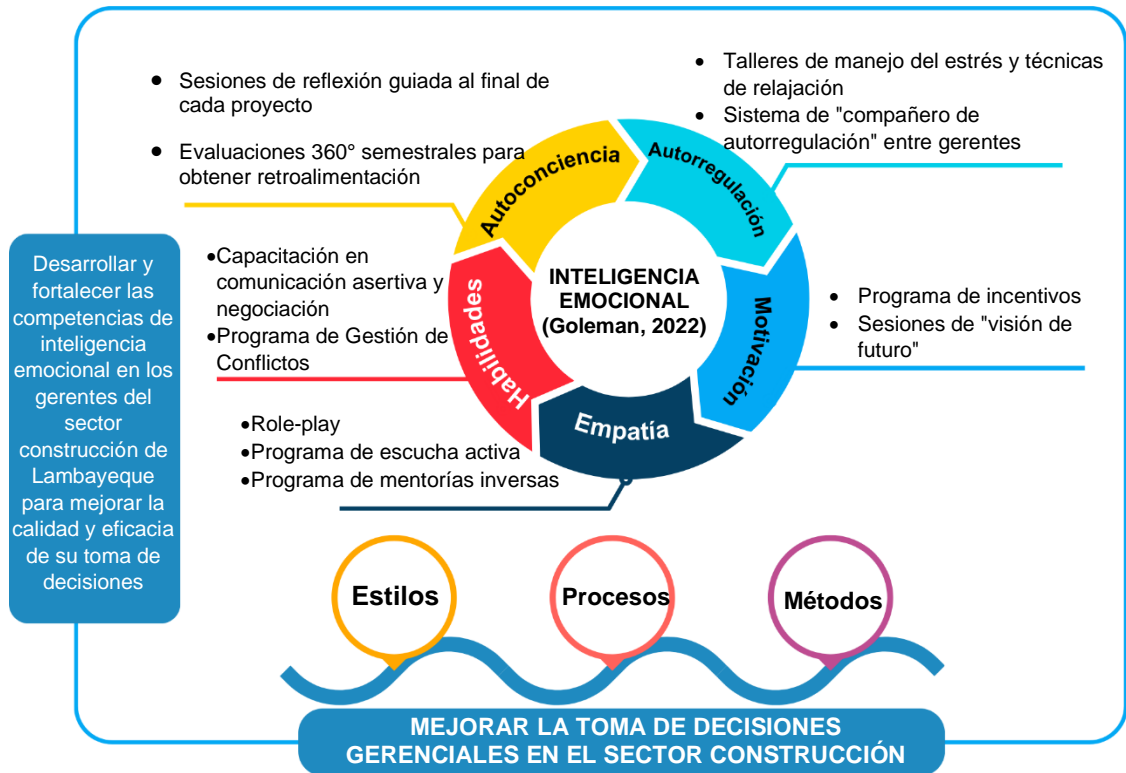 • Sesiones de reflexión guiada al final de
cada proyecto
• Evaluaciones 360° semestrales para
obtener retroalimentación
• Talleres de manejo del estrés y técnicas
de relajación
• Sistema de "compañero de
autorregulación" entre gerentes
Autoconciencia
Autorregulación
Desarrollar y
fortalecer las
competencias de
inteligencia
emocional en los
gerentes del
sector
construcción de
Lambayeque
para mejorar la
calidad y eficacia
de su toma de
decisiones
•Capacitación en
comunicación asertiva y
negociación
•Programa de Gestión de
Conflictos
Habilidades
INTELIGENCIA
EMOCIONAL
(Goleman, 2022)
Motivación
• Programa de incentivos
• Sesiones de "visión de
futuro"
Empatía
•Role-play
•Programa de escucha activa
•Programa de mentorías inversas
Estilos
Procesos
Métodos
MEJORAR LA TOMA DE DECISIONES
GERENCIALES EN EL SECTOR CONSTRUCCIÓN